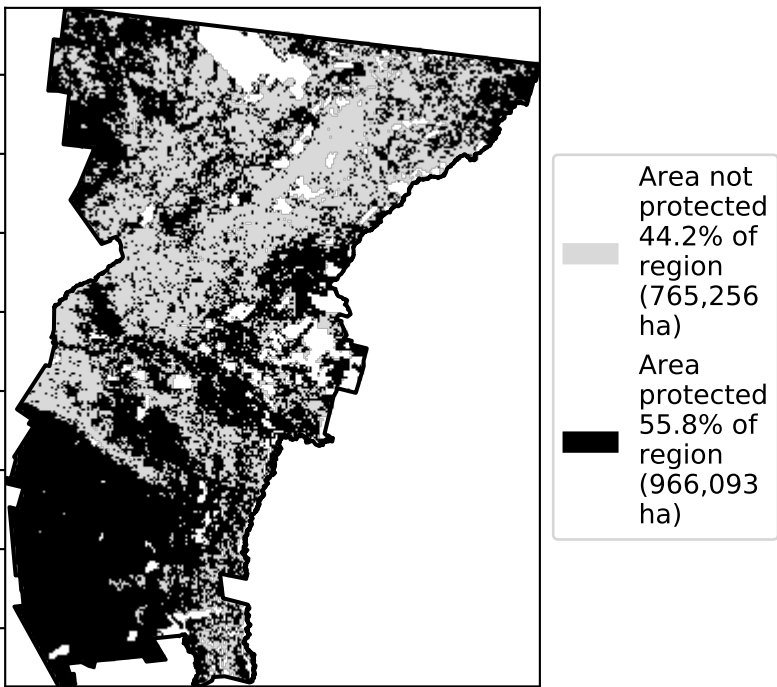 Area not
protected
44.2% of
region
(765,256
ha)
Area
protected
55.8% of
region
(966,093
ha)